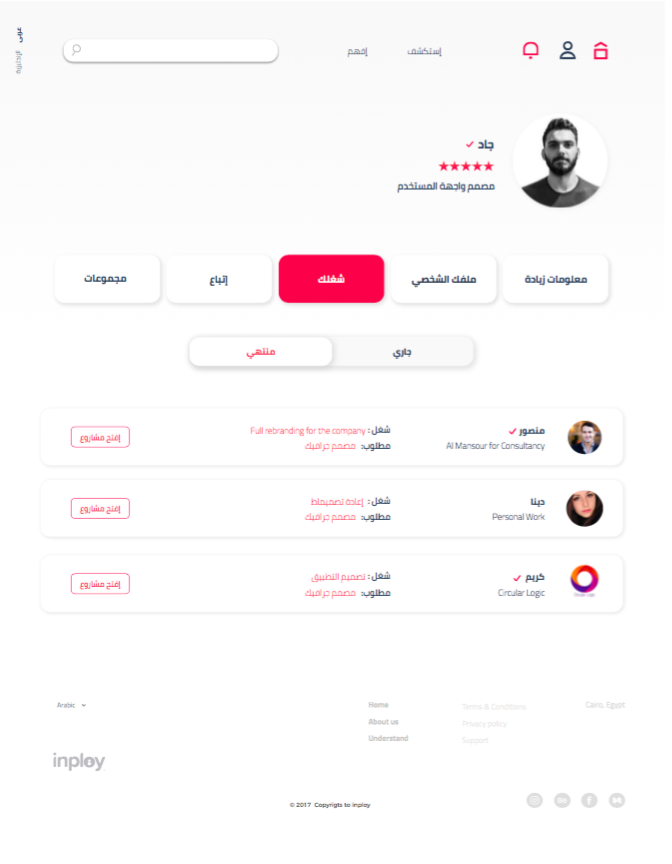 عربى
الإنجليزية
إستكشف
إفهم
جاد
مصمم واجهة المستخدم
معلومات زيادة
ملفك الشخصي
شغلك
إتباع
مجموعات
جاري
منتهي
منصور
Al Mansour for Consultancy
شغل: Full rebranding for the company
مطلوب: مصمم جرافيك
إفتح مشاروع
دينا
Personal Work
شغل: إعادة تصميماط
مطلوب: مصمم جرافيك
إفتح مشاروع
كريم
Circular Logic
شغل: تصميم التطبيق
مطلوب: مصمم جرافيك
إفتح مشاروع
Arabic
Home
About us
Understand
Terms & Conditions
Privacy policy
Support
Cairo, Egypt
inploy
© 2017 Copyrigts to inploy